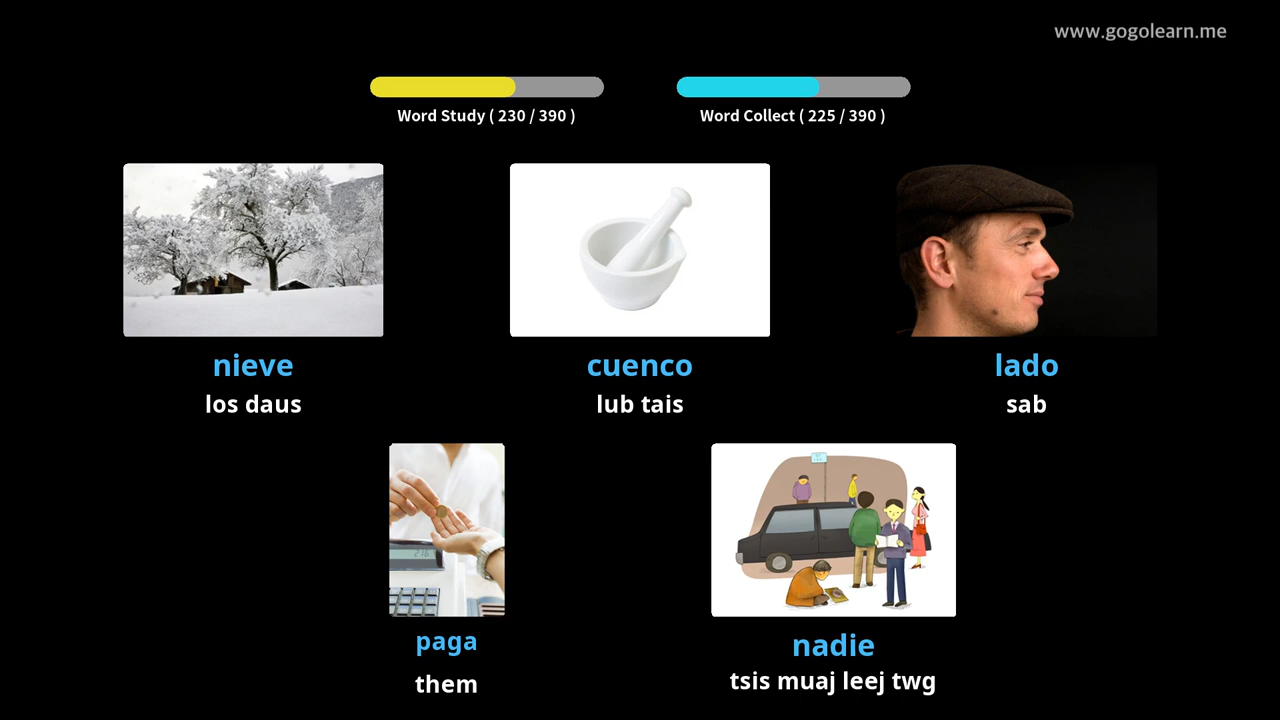 www.gogolearn.me
Word Study ( 230 / 390 )
Word Collect ( 225 / 390 )
nieve
los daus
cuenco
lub tais
lado
sab
paga
them
nadie
tsis muaj leej twg